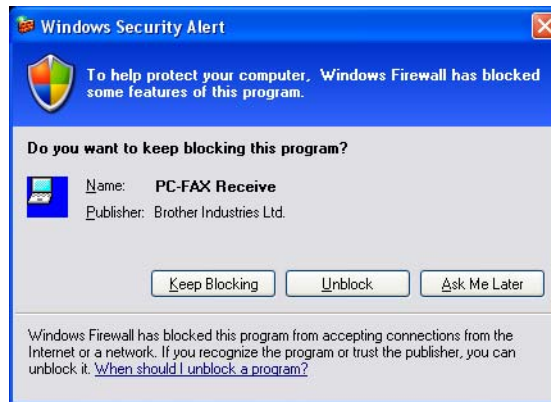 Windows Security Alert
To help protect your computer, Windows Firewall has blocked
some features of this program.
Do you want to keep blocking this program?
Name: PC-FAX Receive
Publisher: Brother Industries Ltd.
Keep Blocking Unblock Ask Me Later
Windows Firewall has blocked this program from accepting connections from the
Internet or a network. If you recognize the program or trust the publisher, you can
unblock it. When should I unblock a program?